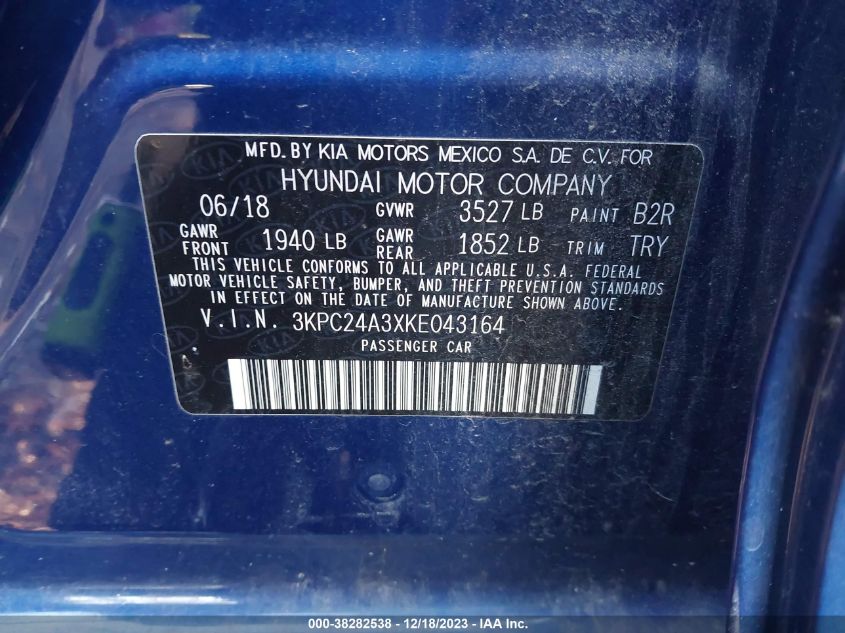 MFD. BY KIA MOTORS MEXICO S.A. DE C.V. FOR
HYUNDAI MOTOR COMPANY
06/18 GVWR 3527 LB PAINT B2R
GAWR FRONT 1940 LB GAWR REAR 1852 LB TRIM TRY
THIS VEHICLE CONFORMS TO ALL APPLICABLE U.S.A. FEDERAL
MOTOR VEHICLE SAFETY, BUMPER, AND THEFT PREVENTION STANDARDS
IN EFFECT ON THE DATE OF MANUFACTURE SHOWN ABOVE.
V.I.N. 3KPC24A3XKE043164
PASSENGER CAR
000-38282538 - 12/18/2023 - IAAI.com